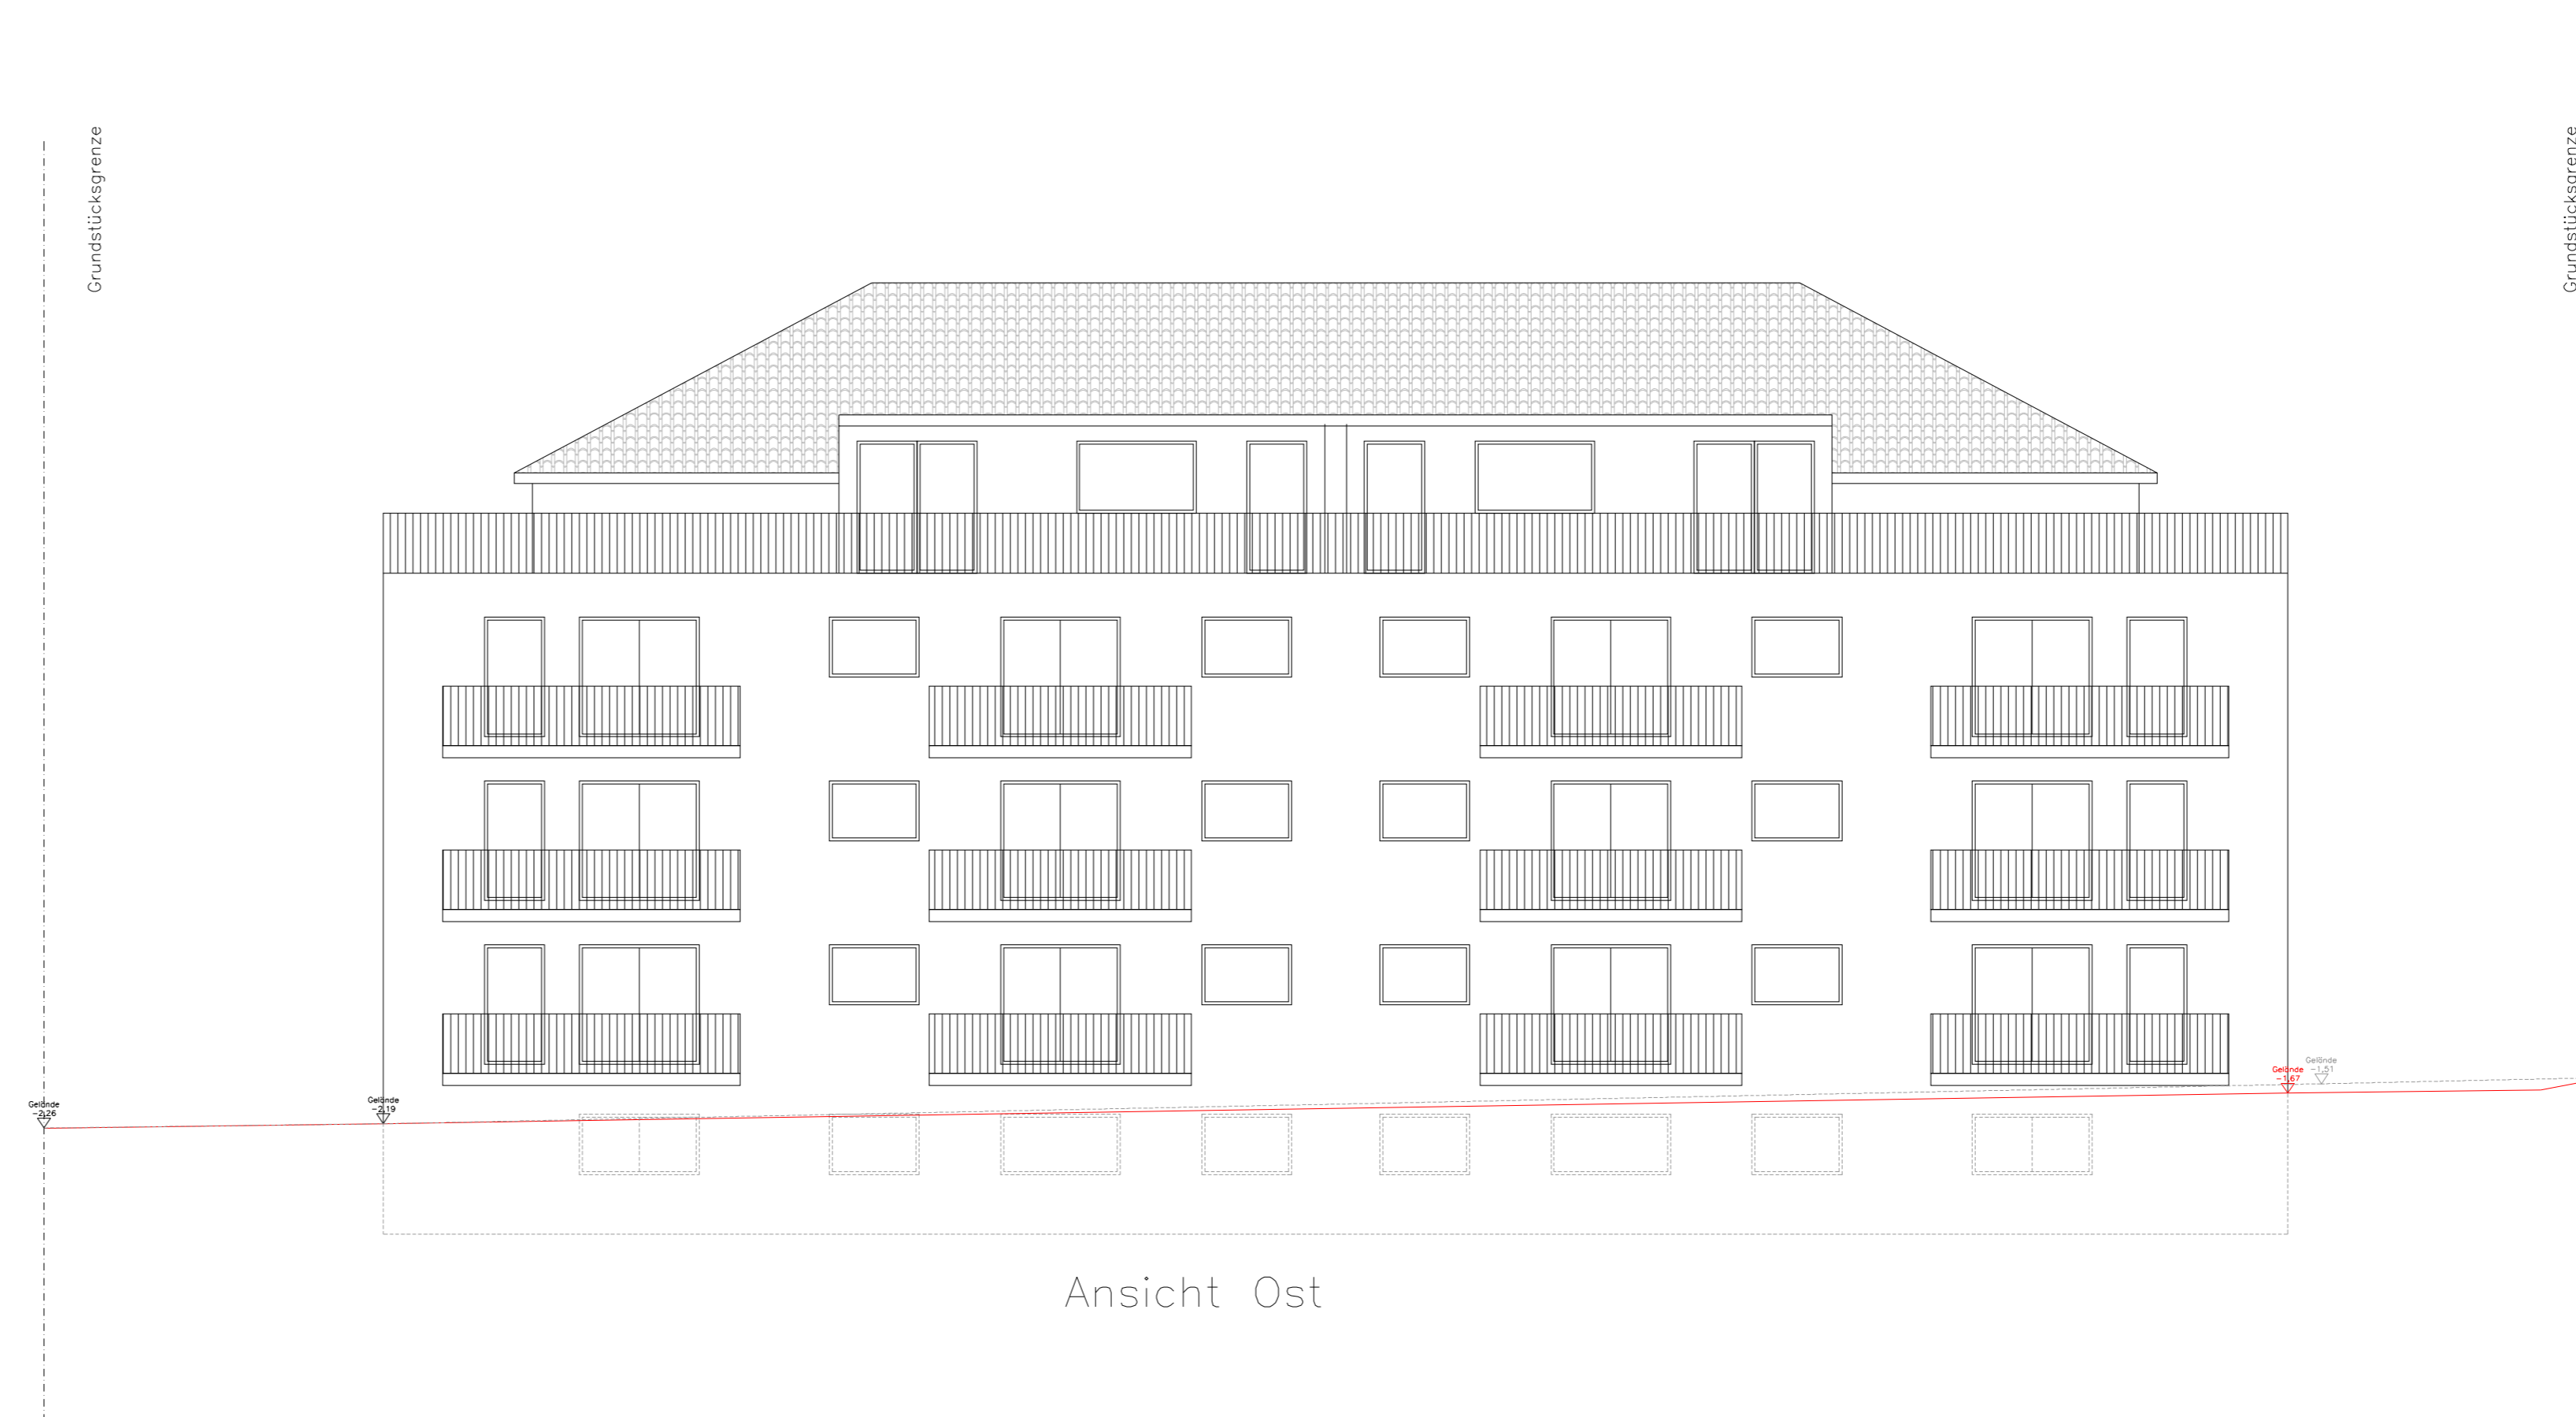 Grundstücksgrenze
Grundstücksgrenze
Gelände
-1,51
Gelände
-1,67
Gelände
-2,19
Gelände
-2,26
Ansicht Ost